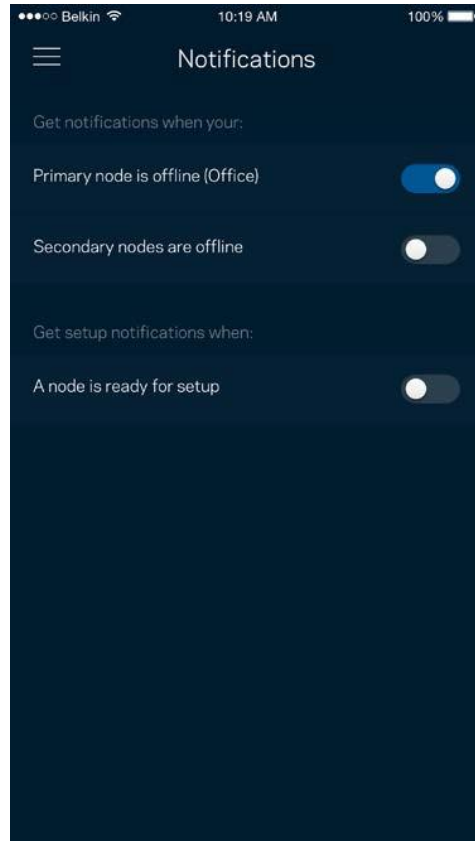 Belkin 10:19 AM 100%
Notifications
Get notifications when your:
Primary node is offline (Office)
Secondary nodes are offline
Get setup notifications when:
A node is ready for setup